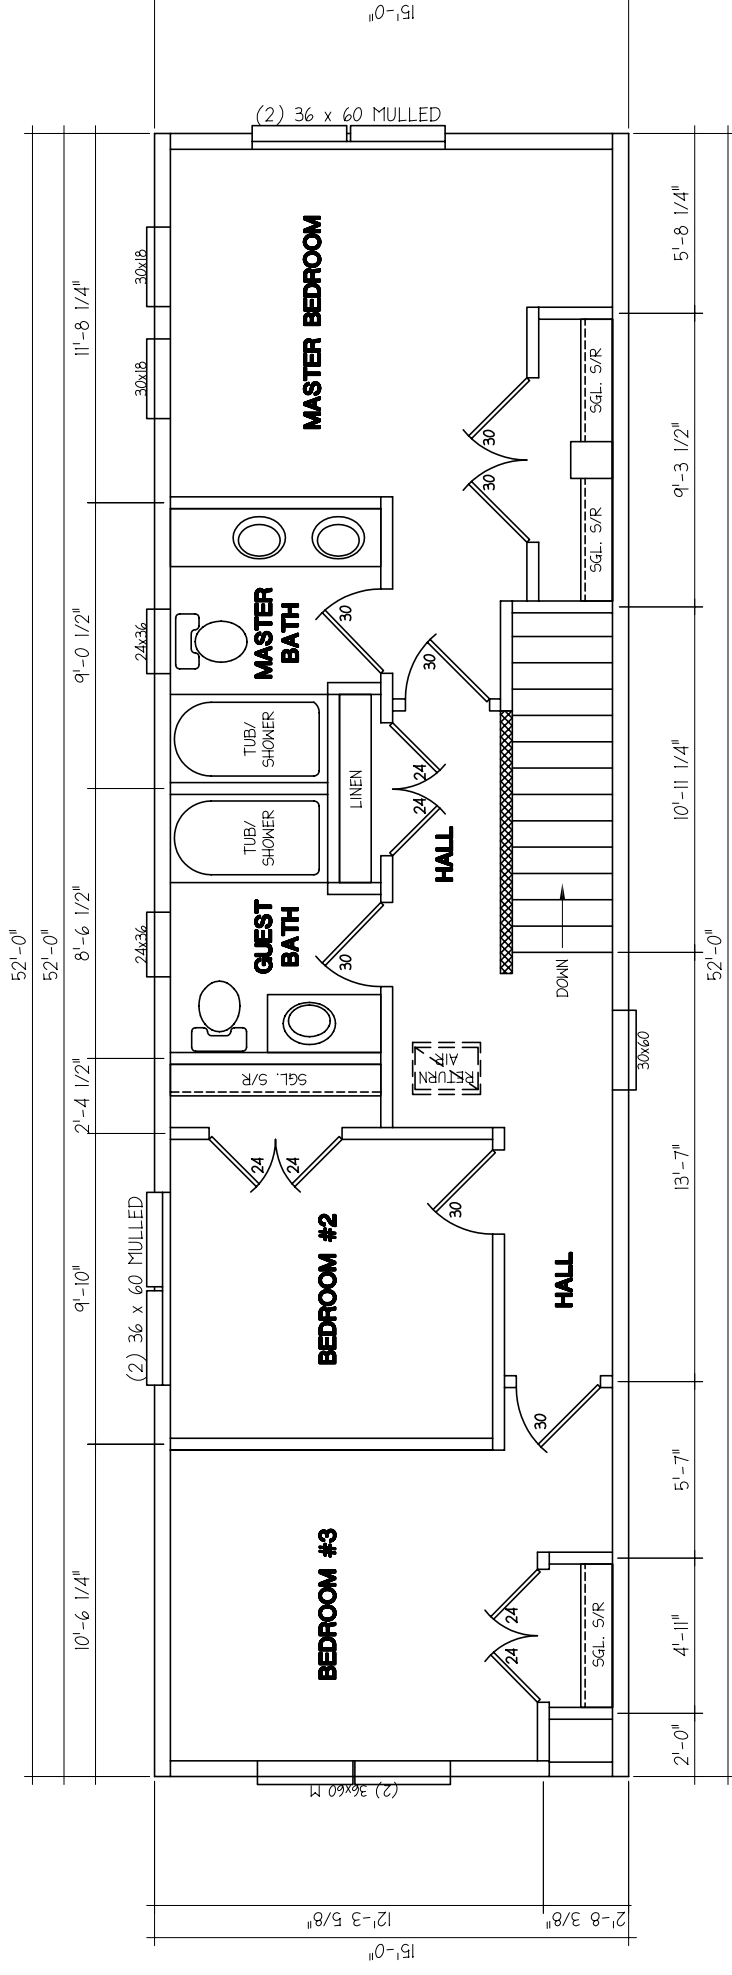 15'-0"
(2) 36 x 60 MULLED
30x18
30x18
24x36
24x36
(2) 36 x 60 MULLED
11'-8 1/4"
9'-0 1/2"
8'-6 1/2"
2'-4 1/2"
9'-10"
10'-6 1/4"
52'-0"
52'-0"
MASTER BEDROOM
30
30
SGL. S/R
SGL. S/R
MASTER
BATH
30
30
TUB/
SHOWER
TUB/
SHOWER
LINEN
24
24
HALL
GUEST
BATH
30
DOWN
SGL. S/R
RETURN
AIR
30x60
24
24
BEDROOM #2
30
HALL
30
BEDROOM #3
24
24
SGL. S/R
(2) 36x60 M
5'-8 1/4"
9'-3 1/2"
10'-11 1/4"
13'-7"
5'-7"
4'-11"
2'-0"
52'-0"
12'-3 5/8"
2'-8 3/8"
15'-0"